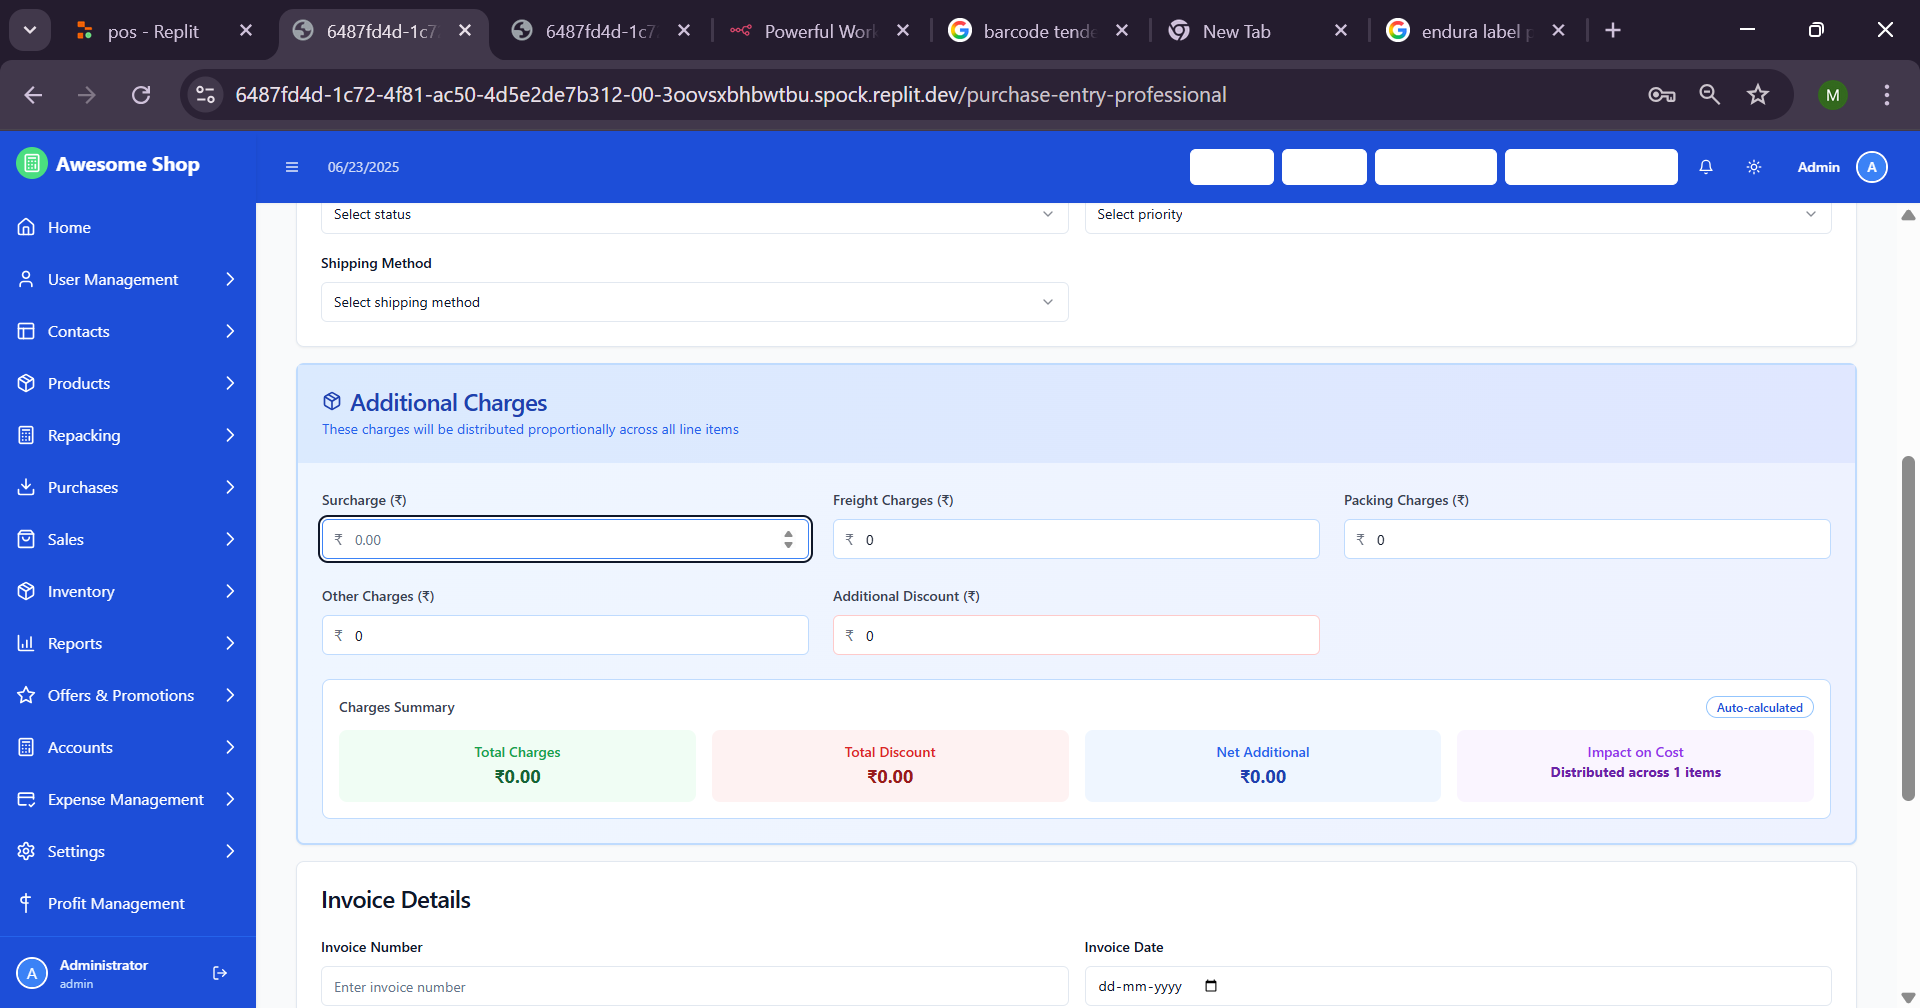 pos - Replit
6487fd4d-1c7
6487fd4d-1c7
Powerful Work
barcode tende
New Tab
endura label p
6487fd4d-1c72-4f81-ac50-4d5e2de7b312-00-3oovsxbhbwtbu.spock.replit.dev/purchase-entry-professional
M
Awesome Shop
06/23/2025
Admin
A
Home
User Management
Contacts
Products
Repacking
Purchases
Sales
Inventory
Reports
Offers & Promotions
Accounts
Expense Management
Settings
Profit Management
A
Administrator
admin
Select status
Select priority
Shipping Method
Select shipping method
Additional Charges
These charges will be distributed proportionally across all line items
Surcharge (₹)
Freight Charges (₹)
Packing Charges (₹)
₹ 0.00
₹ 0
₹ 0
Other Charges (₹)
Additional Discount (₹)
₹ 0
₹ 0
Charges Summary
Auto-calculated
Total Charges
₹0.00
Total Discount
₹0.00
Net Additional
₹0.00
Impact on Cost
Distributed across 1 items
Invoice Details
Invoice Number
Invoice Date
Enter invoice number
dd-mm-yyyy